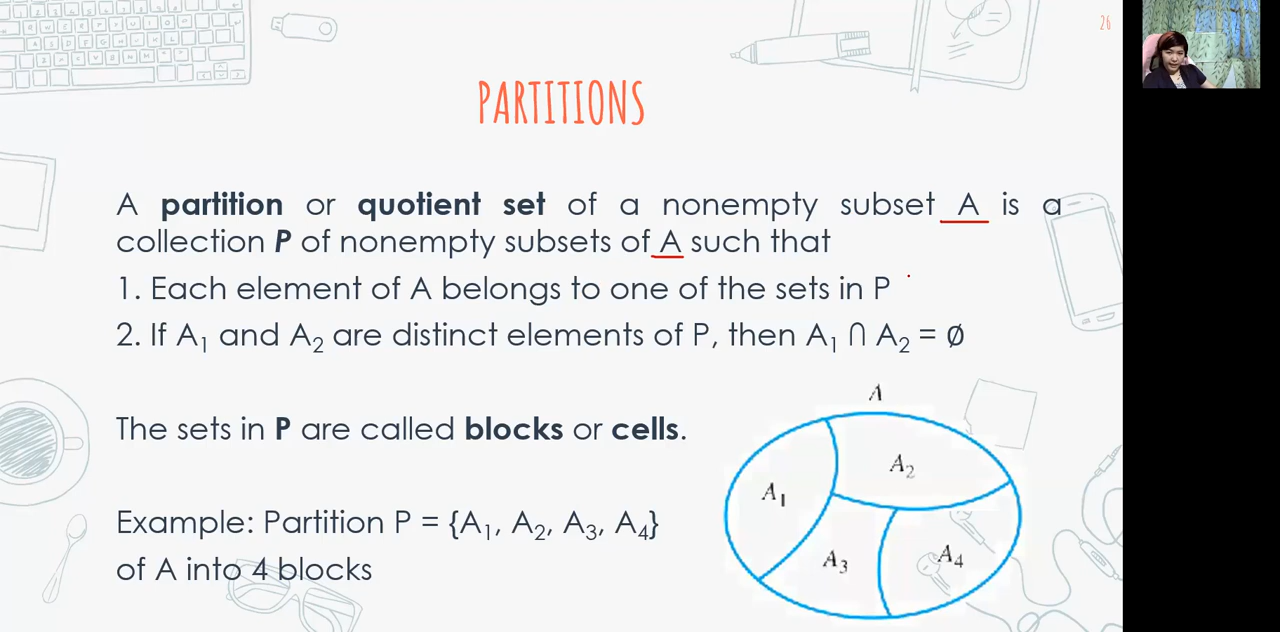 26
PARTITIONS
A partition or quotient set of a nonempty subset A is a
collection P of nonempty subsets of A such that
1. Each element of A belongs to one of the sets in P
2. If A₁ and A₂ are distinct elements of P, then A₁ ∩ A₂ = ∅
The sets in P are called blocks or cells.
Example: Partition P = {A₁, A₂, A₃, A₄}
of A into 4 blocks
A
A₁
A₂
A₃
A₄